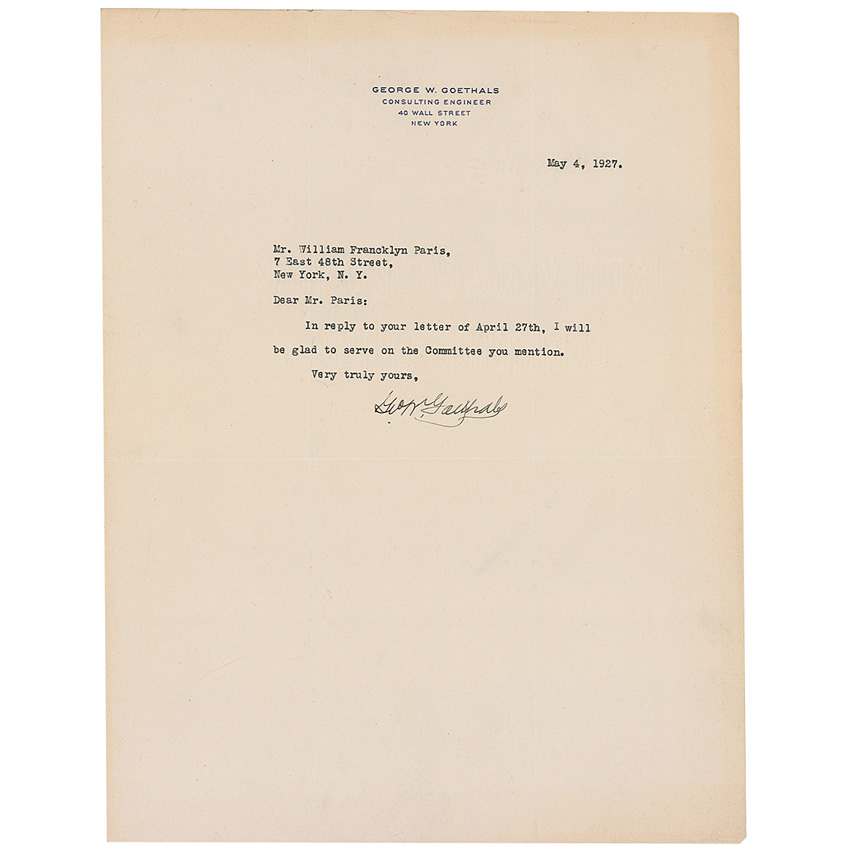 GEORGE W. GOETHALS
CONSULTING ENGINEER
40 WALL STREET
NEW YORK
May 4, 1927.
Mr. William Francklyn Paris,
7 East 48th Street,
New York, N. Y.
Dear Mr. Paris:
In reply to your letter of April 27th, I will
be glad to serve on the Committee you mention.
Very truly yours,
Geo W. Goethals